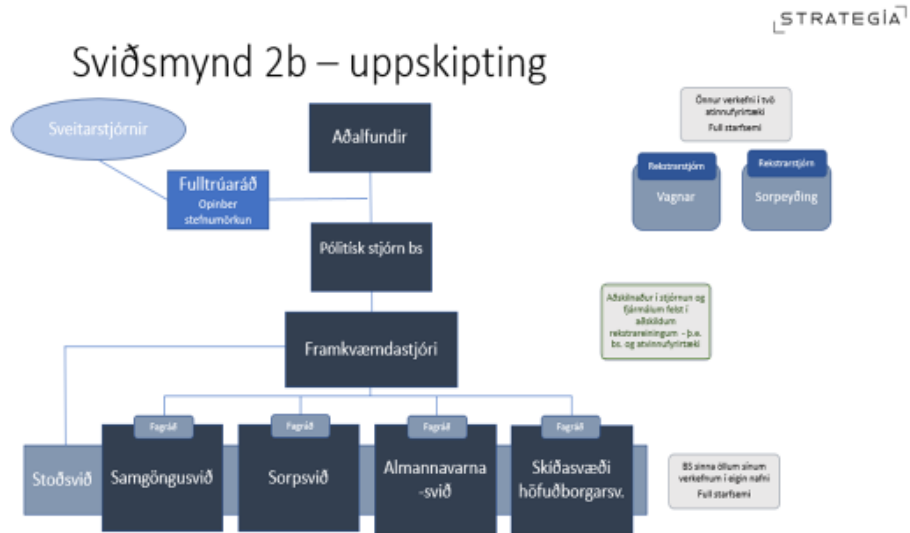 STRATEGÍA
Sviðsmynd 2b – uppskipting
Sveitarstjórnir
Aðalfundir
Önnur verkefni í tvö
atinnufyrirtæki
Full starfsemi
Rekstrarstjórn
Rekstrarstjórn
Vagnar
Sorpeyðing
Fulltrúaráð
Opinber
stefnumörkun
Pólitísk stjórn bs
Aðskilnaður í stjórnun og
fjármálum felst í
aðskildum
rekstrareiningum - þ.e.
bs. og atvinnufyrirtæki
Framkvæmdastjóri
Fagráð
Fagráð
Fagráð
Fagráð
Stoðsvið
Samgöngusvið
Sorpsvið
Almannavarna
-svið
Skíðasvæði
höfuðborgarsv.
BS sinna öllum sínum
verkefnum í eigin nafni
Full starfsemi